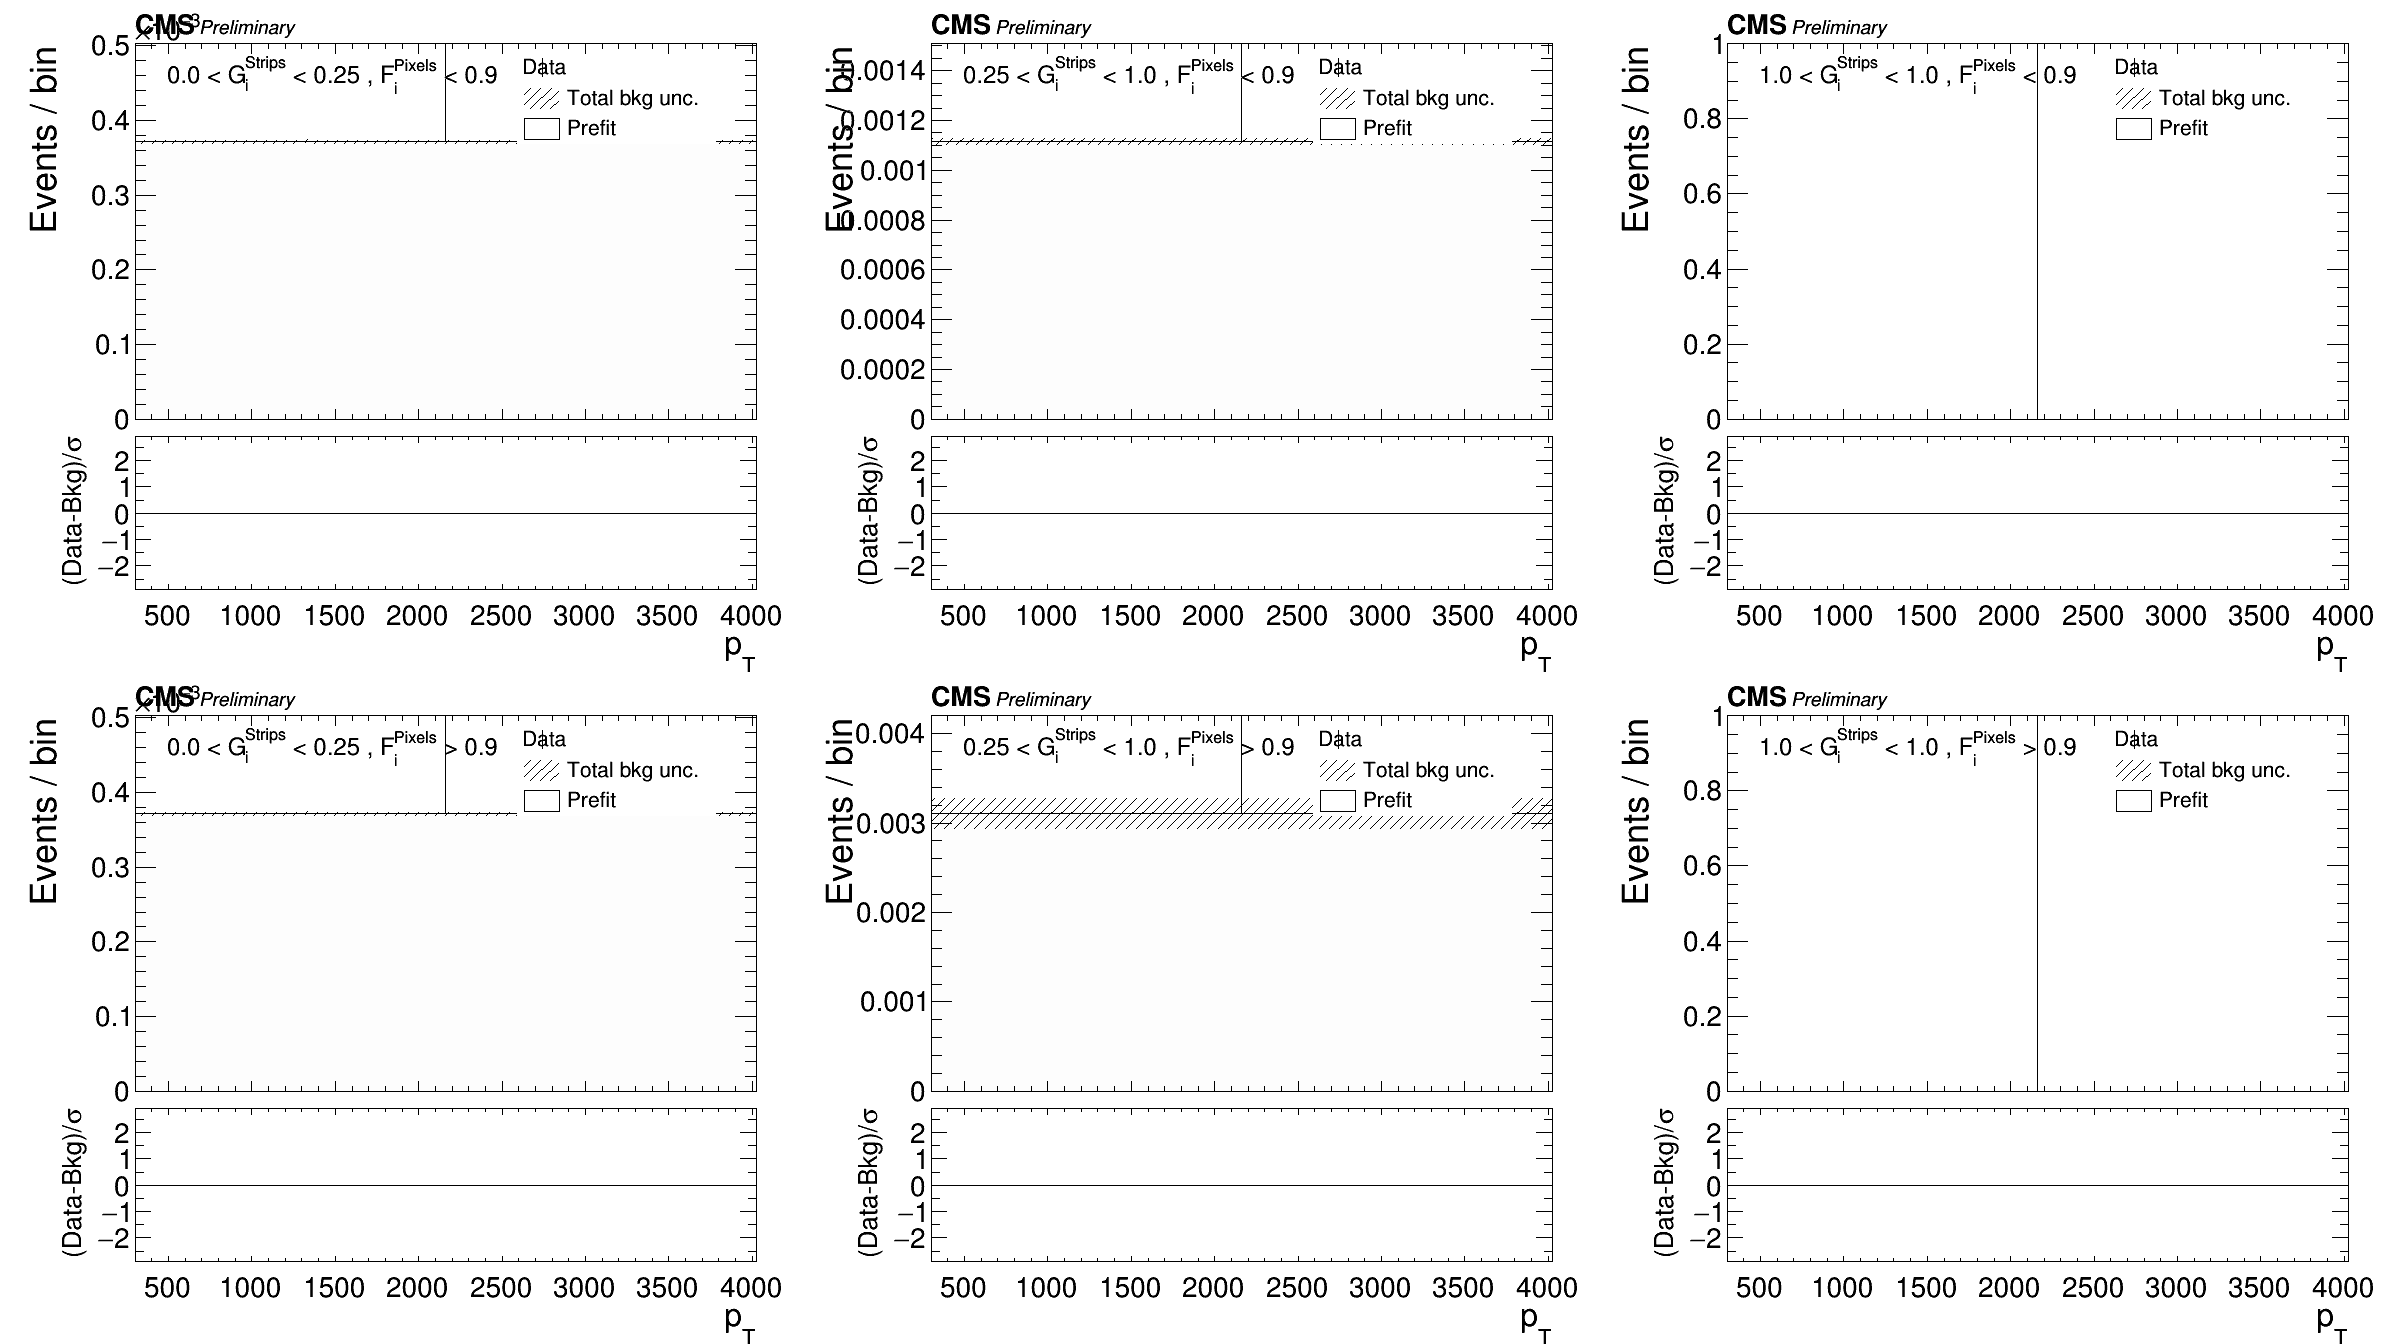 CMS Preliminary
×10⁻³
Events / bin
0.0 < G_i^Strips < 0.25 , F_i^Pixels < 0.9
Data
Total bkg unc.
Prefit
0.5
0.4
0.3
0.2
0.1
0
(Data-Bkg)/σ
2
1
0
−1
−2
500 1000 1500 2000 2500 3000 3500 4000
p_T
CMS Preliminary
Events / bin
0.25 < G_i^Strips < 1.0 , F_i^Pixels < 0.9
Data
Total bkg unc.
Prefit
0.0014
0.0012
0.001
0.0008
0.0006
0.0004
0.0002
0
(Data-Bkg)/σ
2
1
0
−1
−2
500 1000 1500 2000 2500 3000 3500 4000
p_T
CMS Preliminary
Events / bin
1.0 < G_i^Strips < 1.0 , F_i^Pixels < 0.9
Data
Total bkg unc.
Prefit
1
0.8
0.6
0.4
0.2
0
(Data-Bkg)/σ
2
1
0
−1
−2
500 1000 1500 2000 2500 3000 3500 4000
p_T
CMS Preliminary
×10⁻³
Events / bin
0.0 < G_i^Strips < 0.25 , F_i^Pixels > 0.9
Data
Total bkg unc.
Prefit
0.5
0.4
0.3
0.2
0.1
0
(Data-Bkg)/σ
2
1
0
−1
−2
500 1000 1500 2000 2500 3000 3500 4000
p_T
CMS Preliminary
Events / bin
0.25 < G_i^Strips < 1.0 , F_i^Pixels > 0.9
Data
Total bkg unc.
Prefit
0.004
0.003
0.002
0.001
0
(Data-Bkg)/σ
2
1
0
−1
−2
500 1000 1500 2000 2500 3000 3500 4000
p_T
CMS Preliminary
Events / bin
1.0 < G_i^Strips < 1.0 , F_i^Pixels > 0.9
Data
Total bkg unc.
Prefit
1
0.8
0.6
0.4
0.2
0
(Data-Bkg)/σ
2
1
0
−1
−2
500 1000 1500 2000 2500 3000 3500 4000
p_T